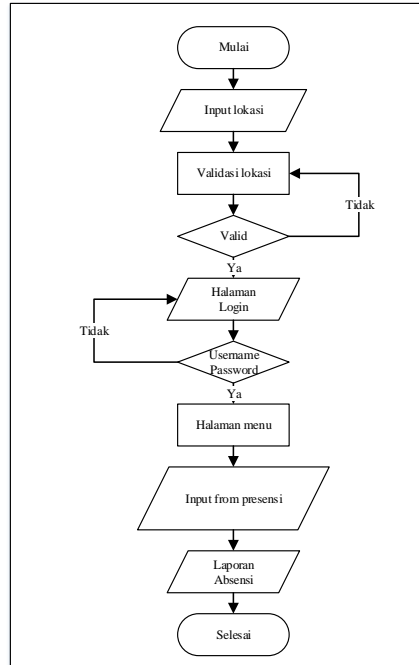 Mulai
Input lokasi
Validasi lokasi
Tidak
Valid
Ya
Halaman
Login
Tidak
Username
Password
Ya
Halaman menu
Input from presensi
Laporan
Absensi
Selesai